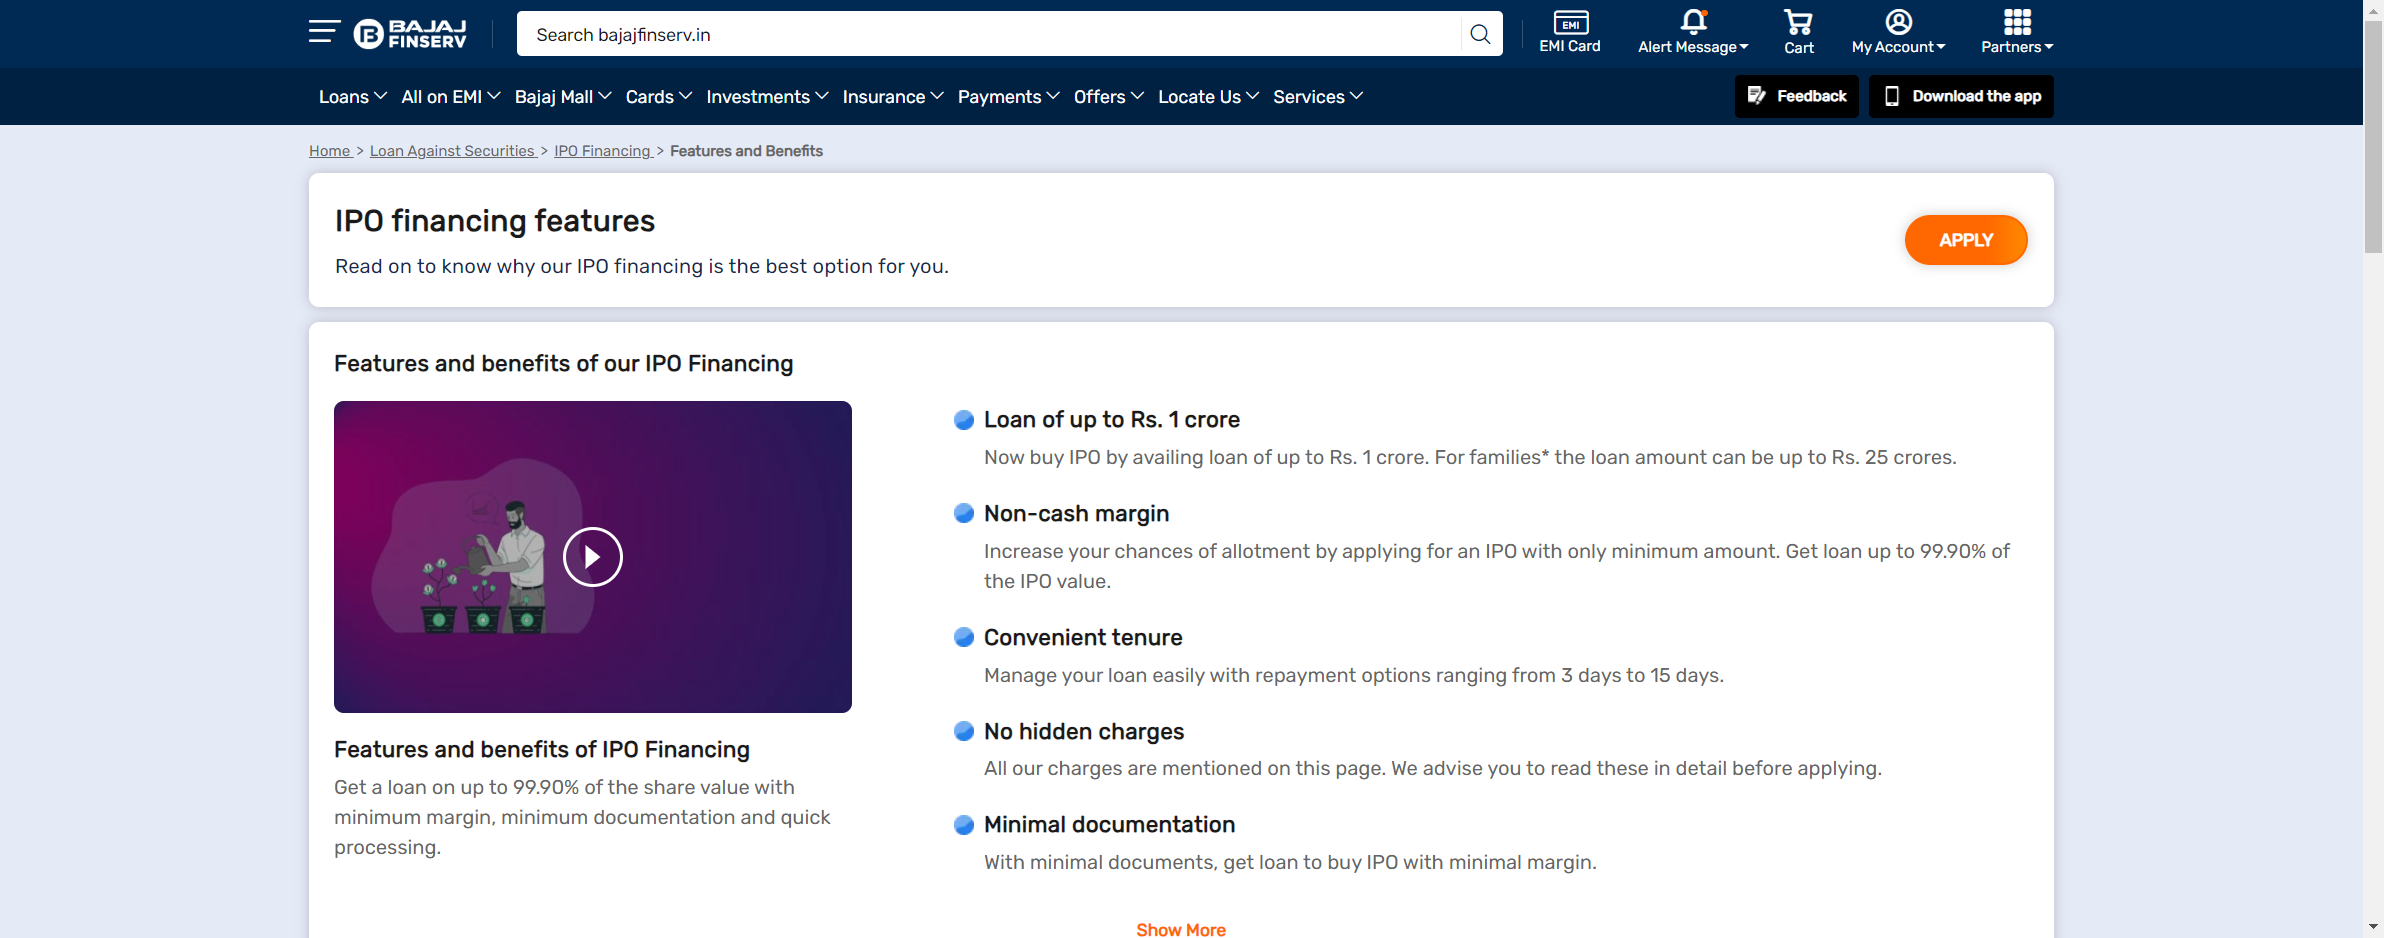 BAJAJ
FINSERV
Search bajajfinserv.in
EMI
EMI Card
Alert Message
Cart
My Account
Partners
Loans All on EMI Bajaj Mall Cards Investments Insurance Payments Offers Locate Us Services
Feedback
Download the app
Home > Loan Against Securities > IPO Financing > Features and Benefits
IPO financing features
Read on to know why our IPO financing is the best option for you.
APPLY
Features and benefits of our IPO Financing
Features and benefits of IPO Financing
Get a loan on up to 99.90% of the share value with
minimum margin, minimum documentation and quick
processing.
Loan of up to Rs. 1 crore
Now buy IPO by availing loan of up to Rs. 1 crore. For families* the loan amount can be up to Rs. 25 crores.
Non-cash margin
Increase your chances of allotment by applying for an IPO with only minimum amount. Get loan up to 99.90% of
the IPO value.
Convenient tenure
Manage your loan easily with repayment options ranging from 3 days to 15 days.
No hidden charges
All our charges are mentioned on this page. We advise you to read these in detail before applying.
Minimal documentation
With minimal documents, get loan to buy IPO with minimal margin.
Show More